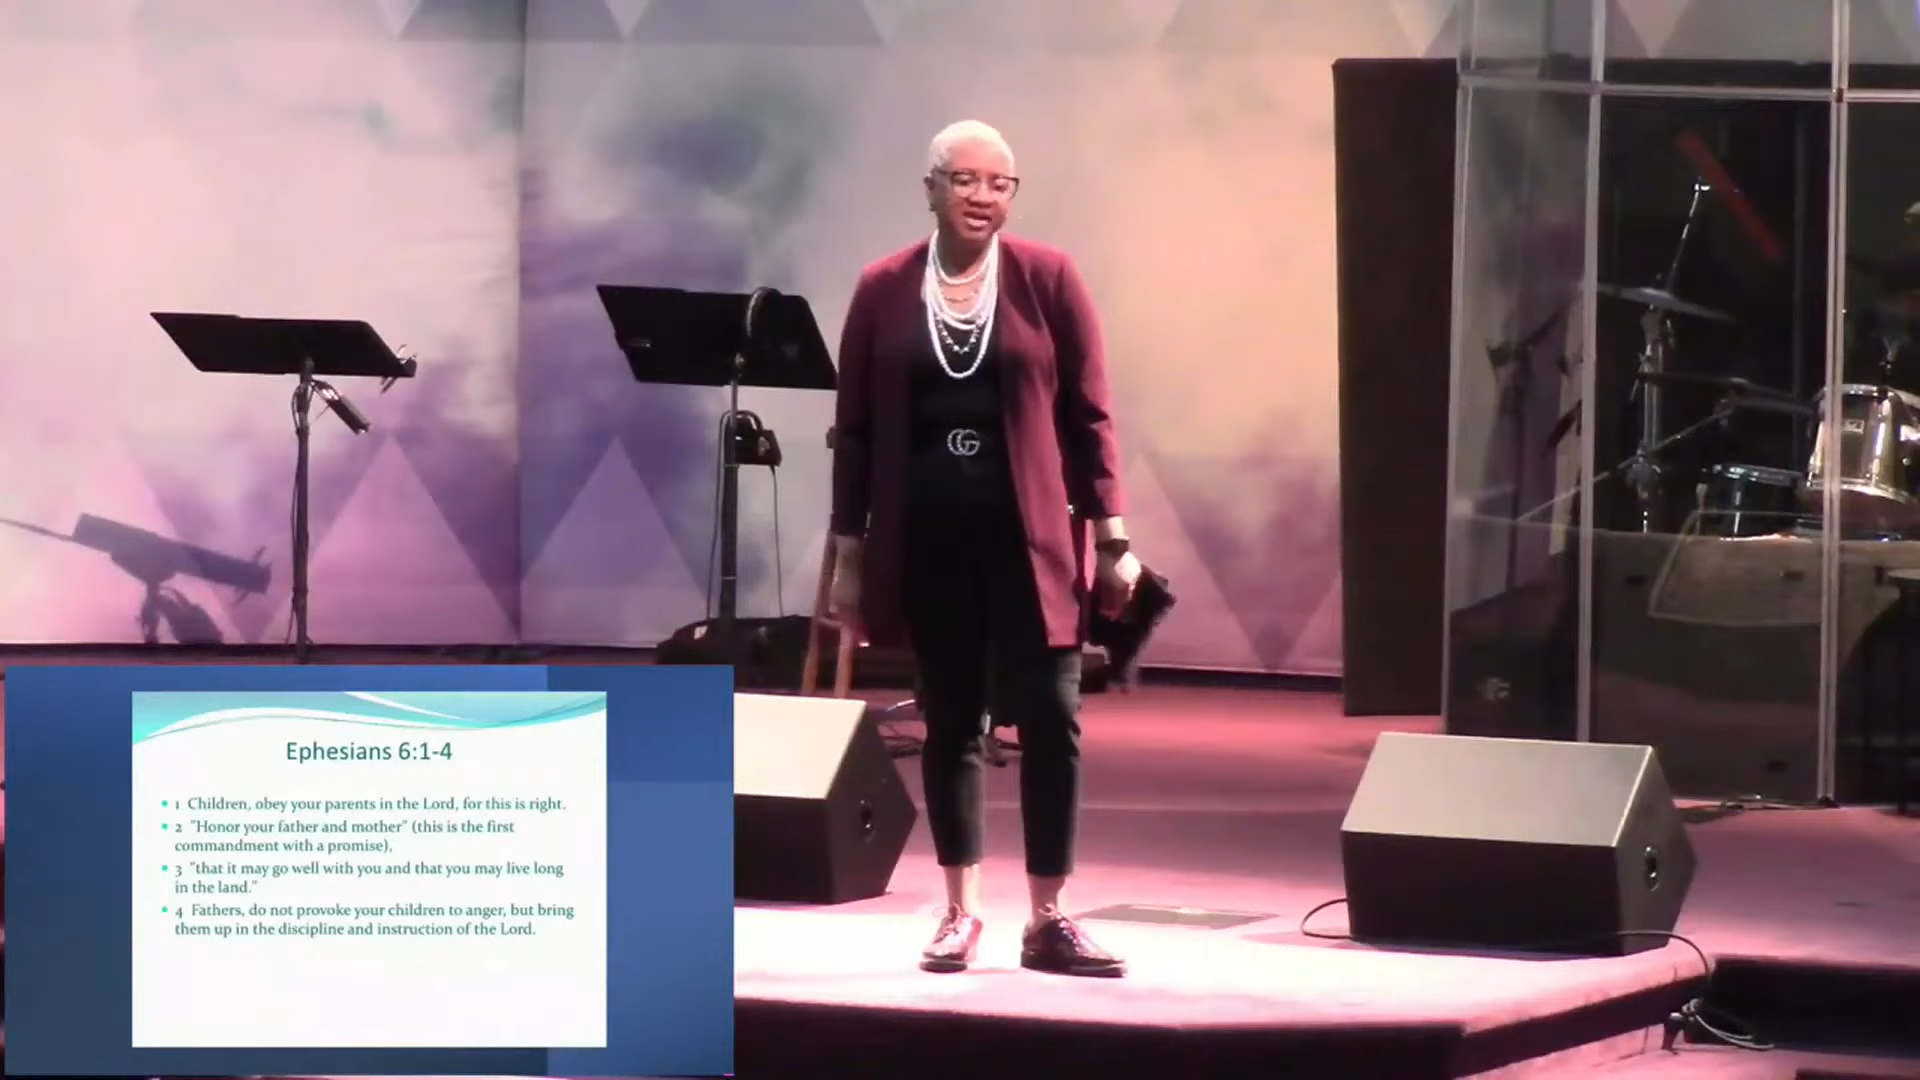 Ephesians 6:1-4
1 Children, obey your parents in the Lord, for this is right.
2 "Honor your father and mother" (this is the first
commandment with a promise),
3 "that it may go well with you and that you may live long
in the land."
4 Fathers, do not provoke your children to anger, but bring
them up in the discipline and instruction of the Lord.